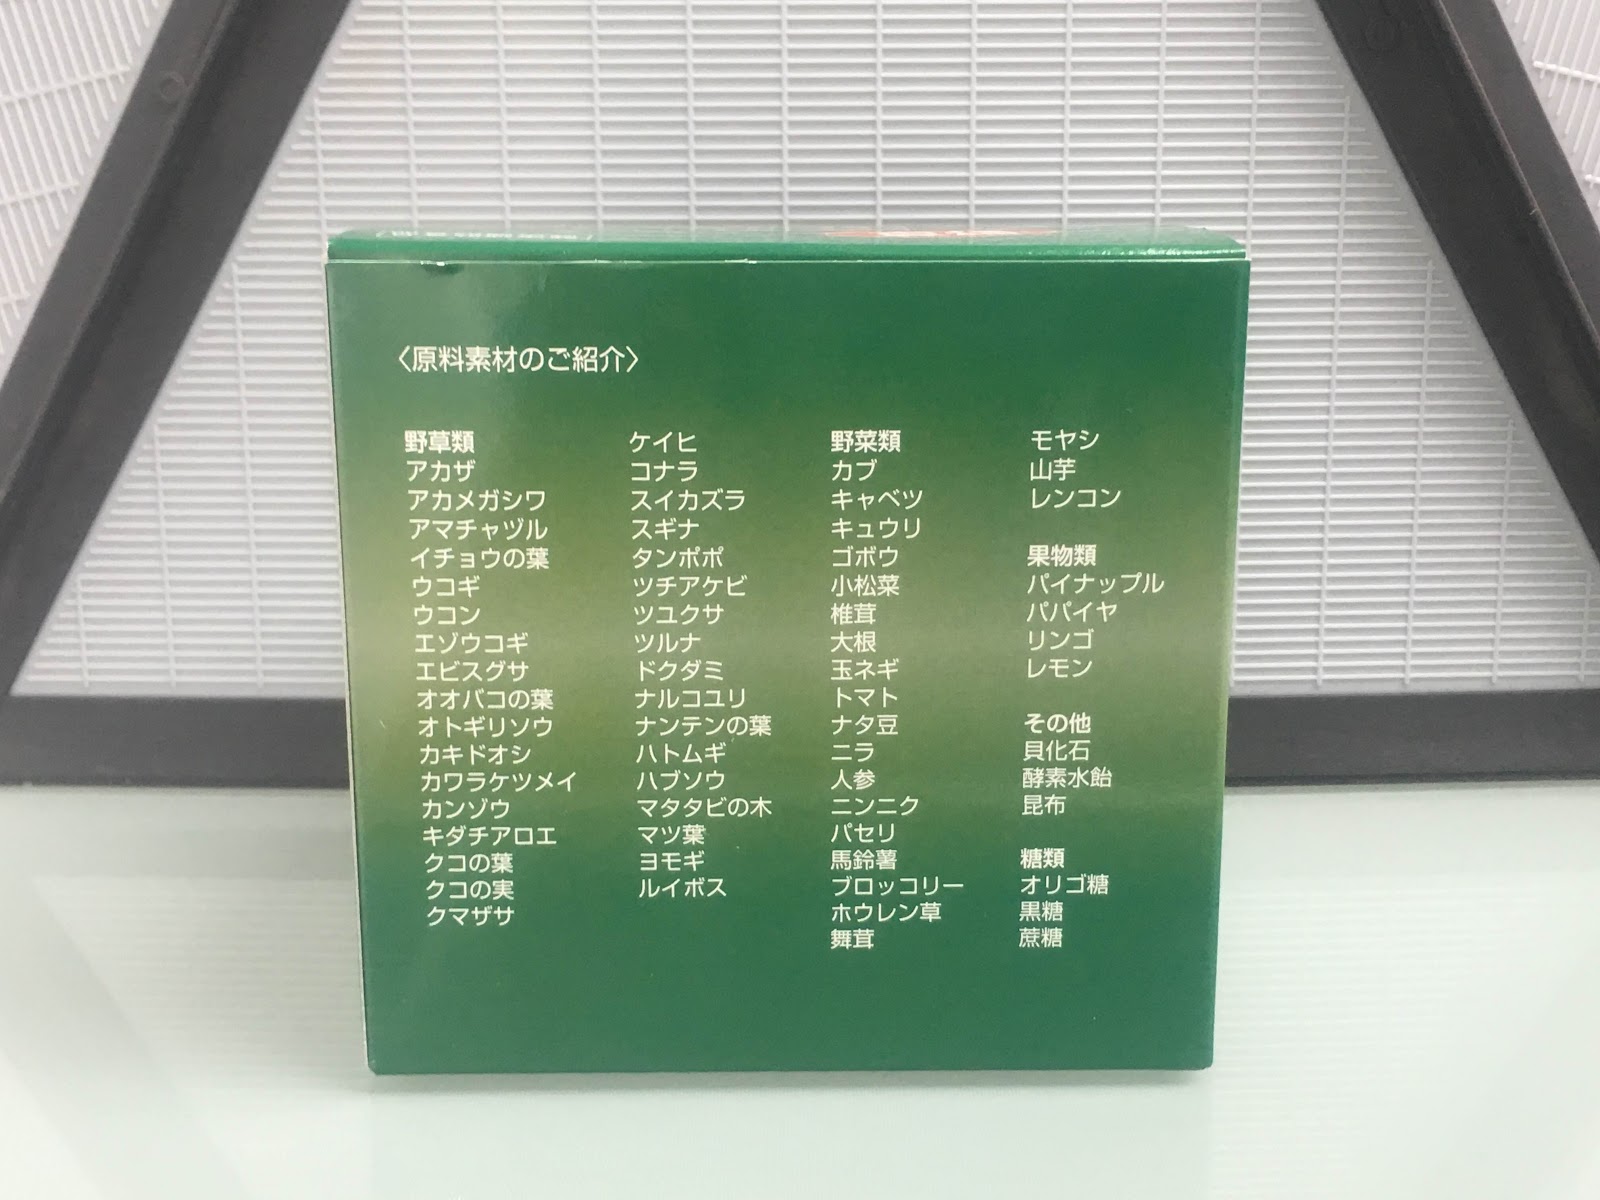 〈原料素材のご紹介〉
野草類
アカザ
アカメガシワ
アマチャヅル
イチョウの葉
ウコギ
ウコン
エゾウコギ
エビスグサ
オオバコの葉
オトギリソウ
カキドオシ
カワラケツメイ
カンゾウ
キダチアロエ
クコの葉
クコの実
クマザサ
ケイヒ
コナラ
スイカズラ
スギナ
タンポポ
ツチアケビ
ツユクサ
ツルナ
ドクダミ
ナルコユリ
ナンテンの葉
ハトムギ
ハブソウ
マタタビの木
マツ葉
ヨモギ
ルイボス
野菜類
カブ
キャベツ
キュウリ
ゴボウ
小松菜
椎茸
大根
玉ネギ
トマト
ナタ豆
ニラ
人参
ニンニク
パセリ
馬鈴薯
ブロッコリー
ホウレン草
舞茸
モヤシ
山芋
レンコン
果物類
パイナップル
パパイヤ
リンゴ
レモン
その他
貝化石
酵素水飴
昆布
糖類
オリゴ糖
黒糖
蔗糖